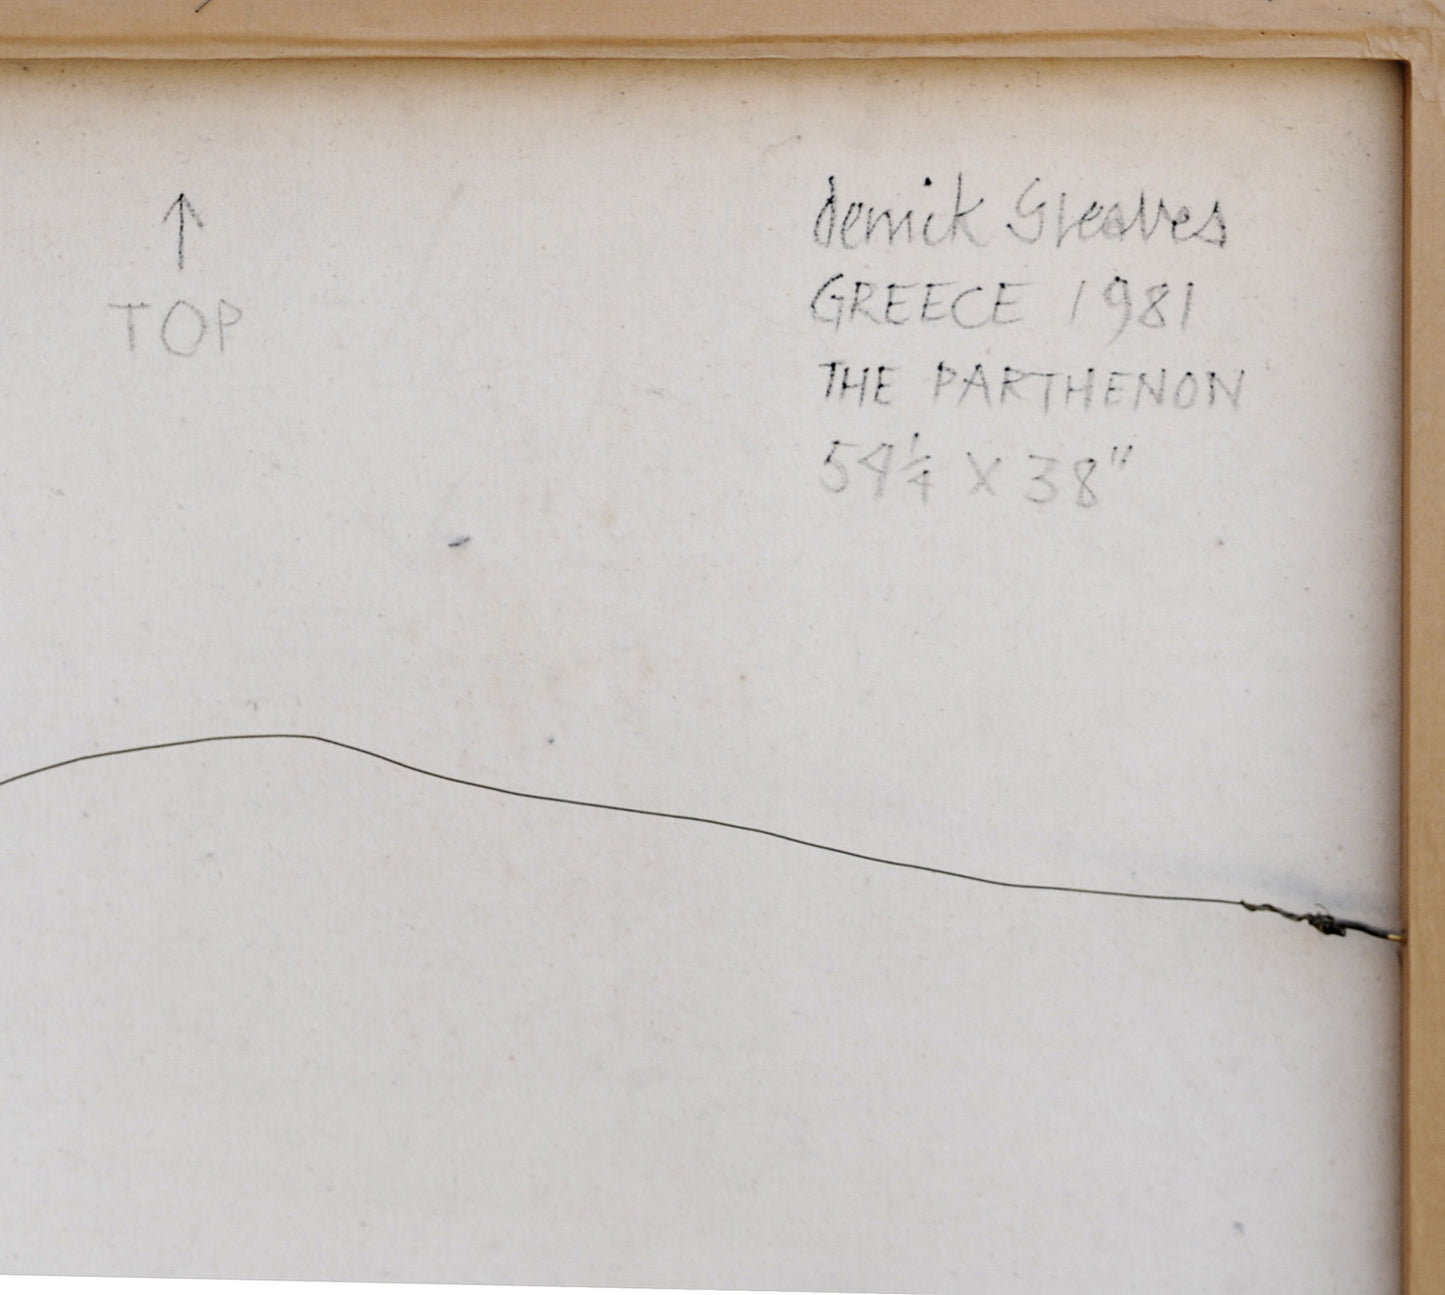 ↑
TOP
derrick Greaves
GREECE 1981
THE PARTHENON
54¼ X 38"